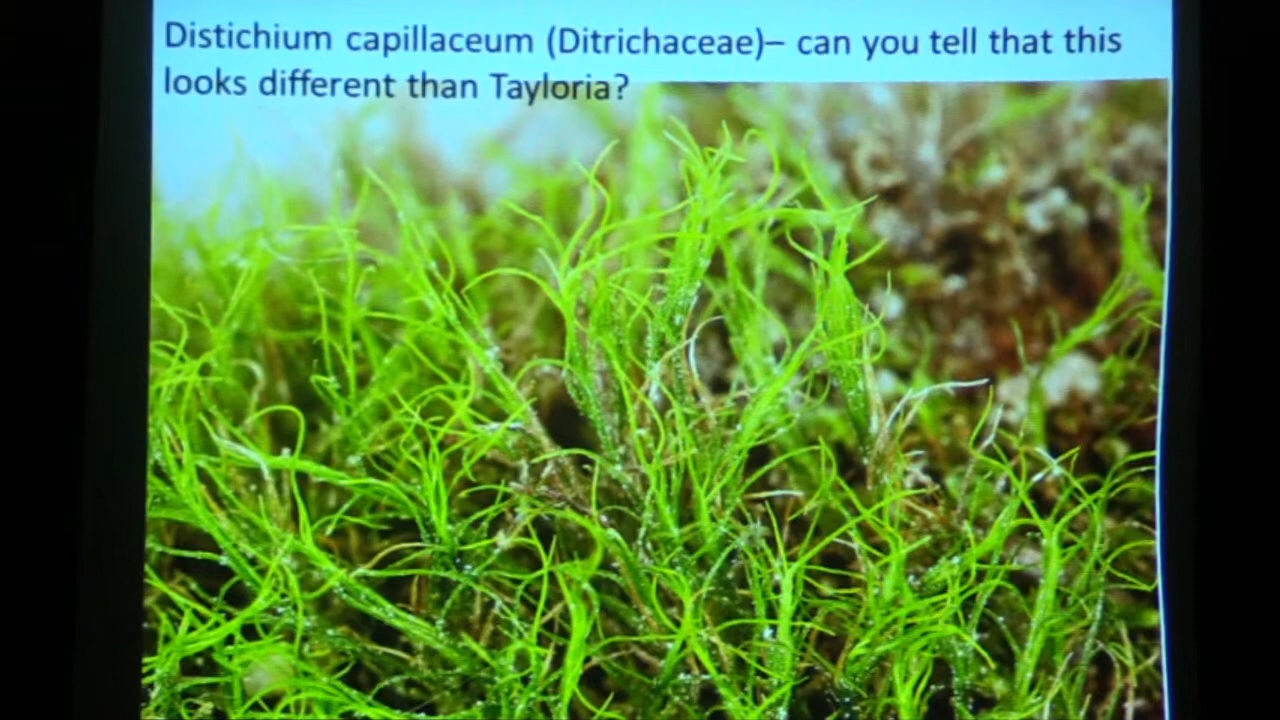 Distichium capillaceum (Ditrichaceae)– can you tell that this
looks different than Tayloria?